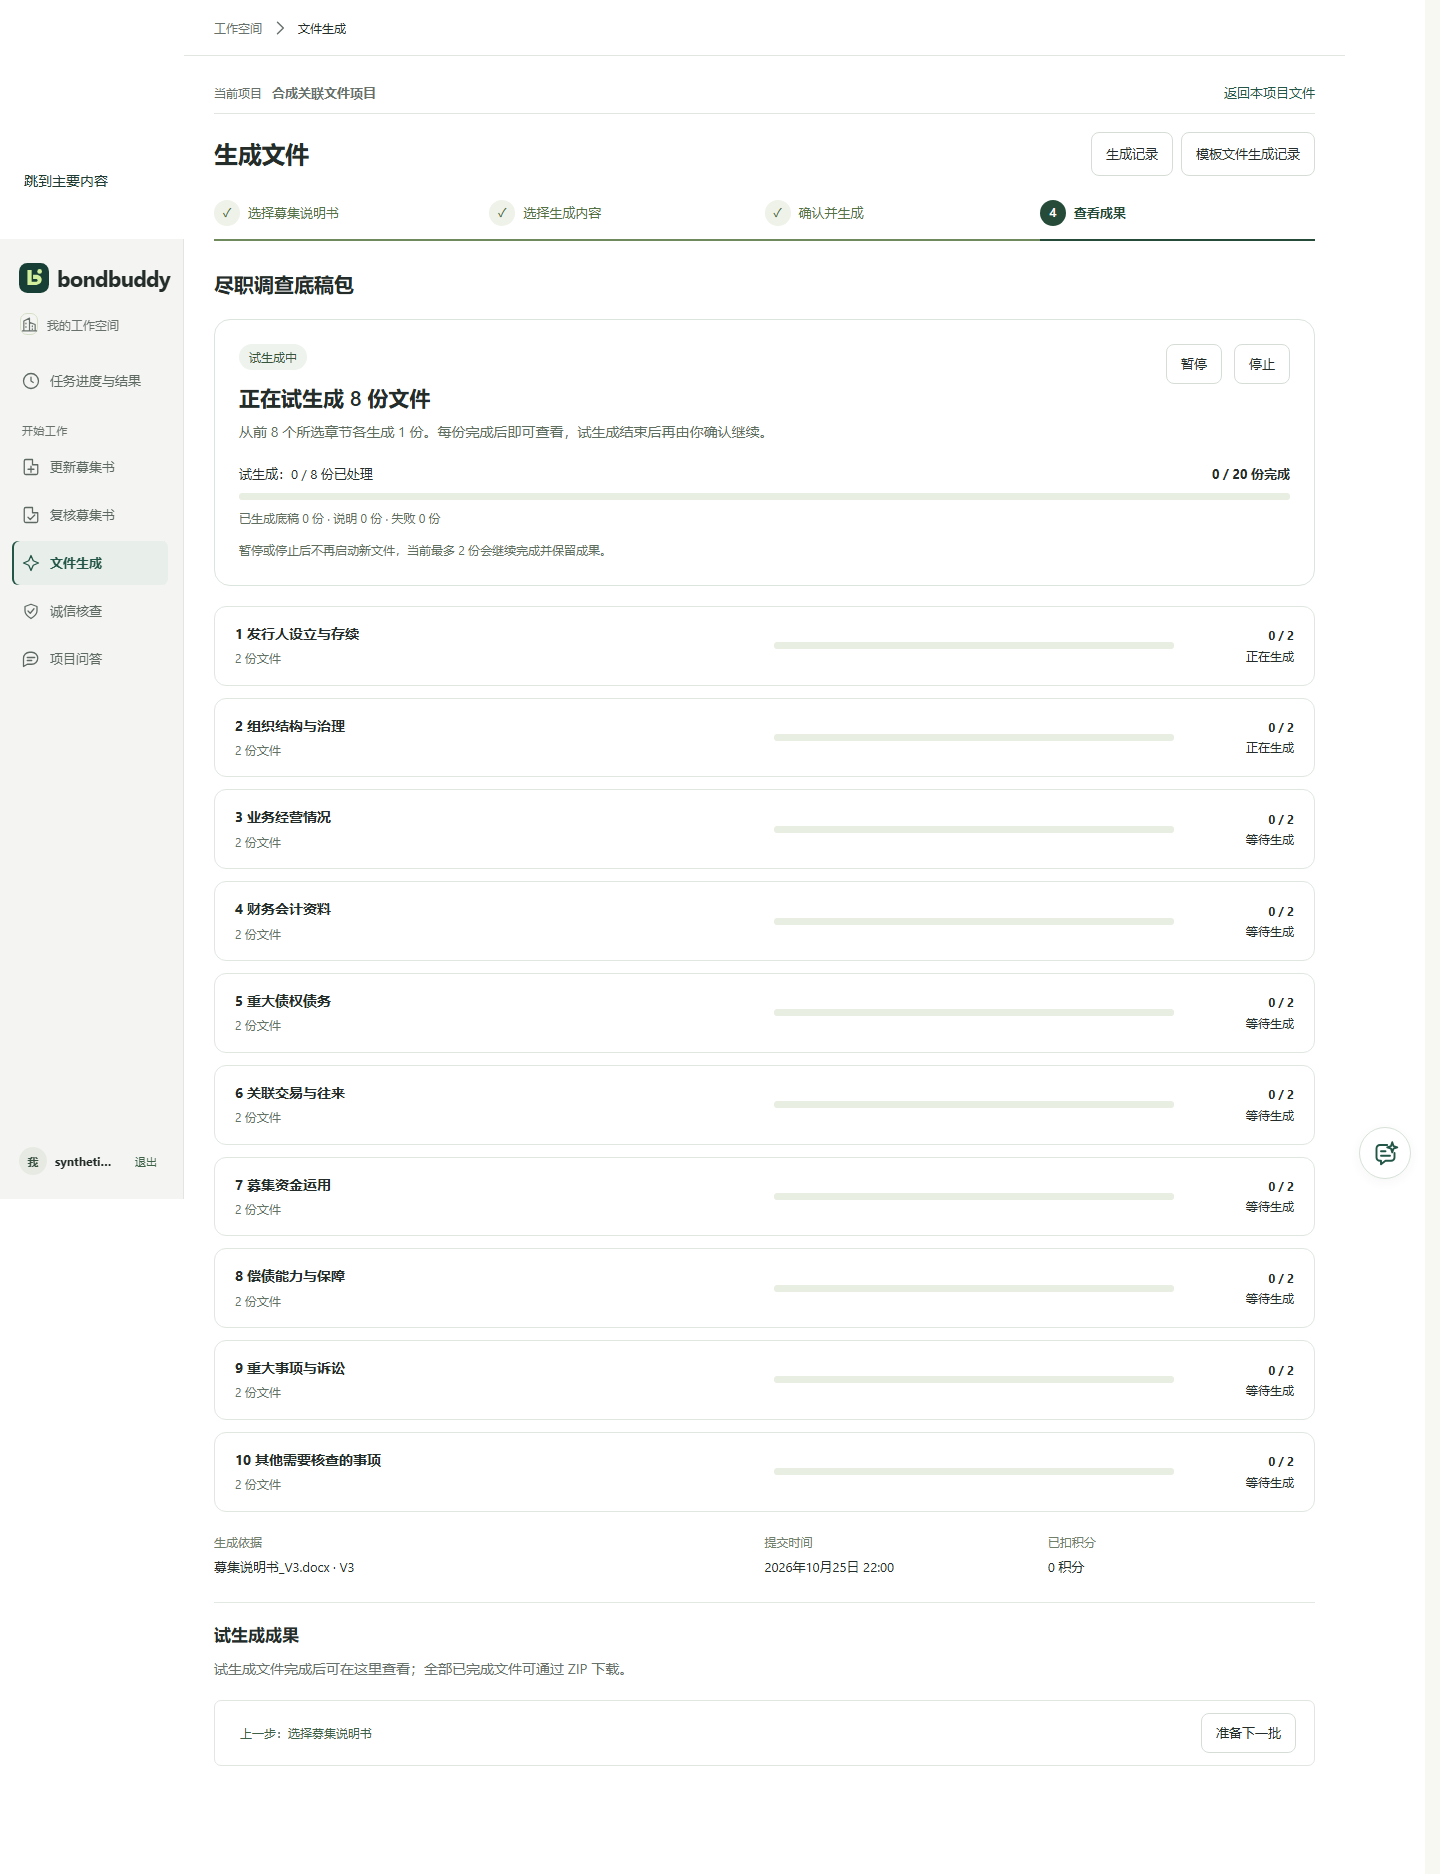 工作空间 文件生成
当前项目 合成关联文件项目 返回本项目文件
生成文件 生成记录 模板文件生成记录
跳到主要内容
✓ 选择募集说明书 ✓ 选择生成内容 ✓ 确认并生成 4 查看成果
bondbuddy
我的工作空间
任务进度与结果
开始工作
更新募集书
复核募集书
文件生成
诚信核查
项目问答
我 syntheti... 退出
尽职调查底稿包
试生成中 暂停 停止
正在试生成 8 份文件
从前 8 个所选章节各生成 1 份。每份完成后即可查看，试生成结束后再由你确认继续。
试生成：0 / 8 份已处理 0 / 20 份完成
已生成底稿 0 份 · 说明 0 份 · 失败 0 份
暂停或停止后不再启动新文件，当前最多 2 份会继续完成并保留成果。
1 发行人设立与存续 0 / 2
2 份文件 正在生成
2 组织结构与治理 0 / 2
2 份文件 正在生成
3 业务经营情况 0 / 2
2 份文件 等待生成
4 财务会计资料 0 / 2
2 份文件 等待生成
5 重大债权债务 0 / 2
2 份文件 等待生成
6 关联交易与往来 0 / 2
2 份文件 等待生成
7 募集资金运用 0 / 2
2 份文件 等待生成
8 偿债能力与保障 0 / 2
2 份文件 等待生成
9 重大事项与诉讼 0 / 2
2 份文件 等待生成
10 其他需要核查的事项 0 / 2
2 份文件 等待生成
生成依据 提交时间 已扣积分
募集说明书_V3.docx · V3 2026年10月25日 22:00 0 积分
试生成成果
试生成文件完成后可在这里查看；全部已完成文件可通过 ZIP 下载。
上一步：选择募集说明书 准备下一批